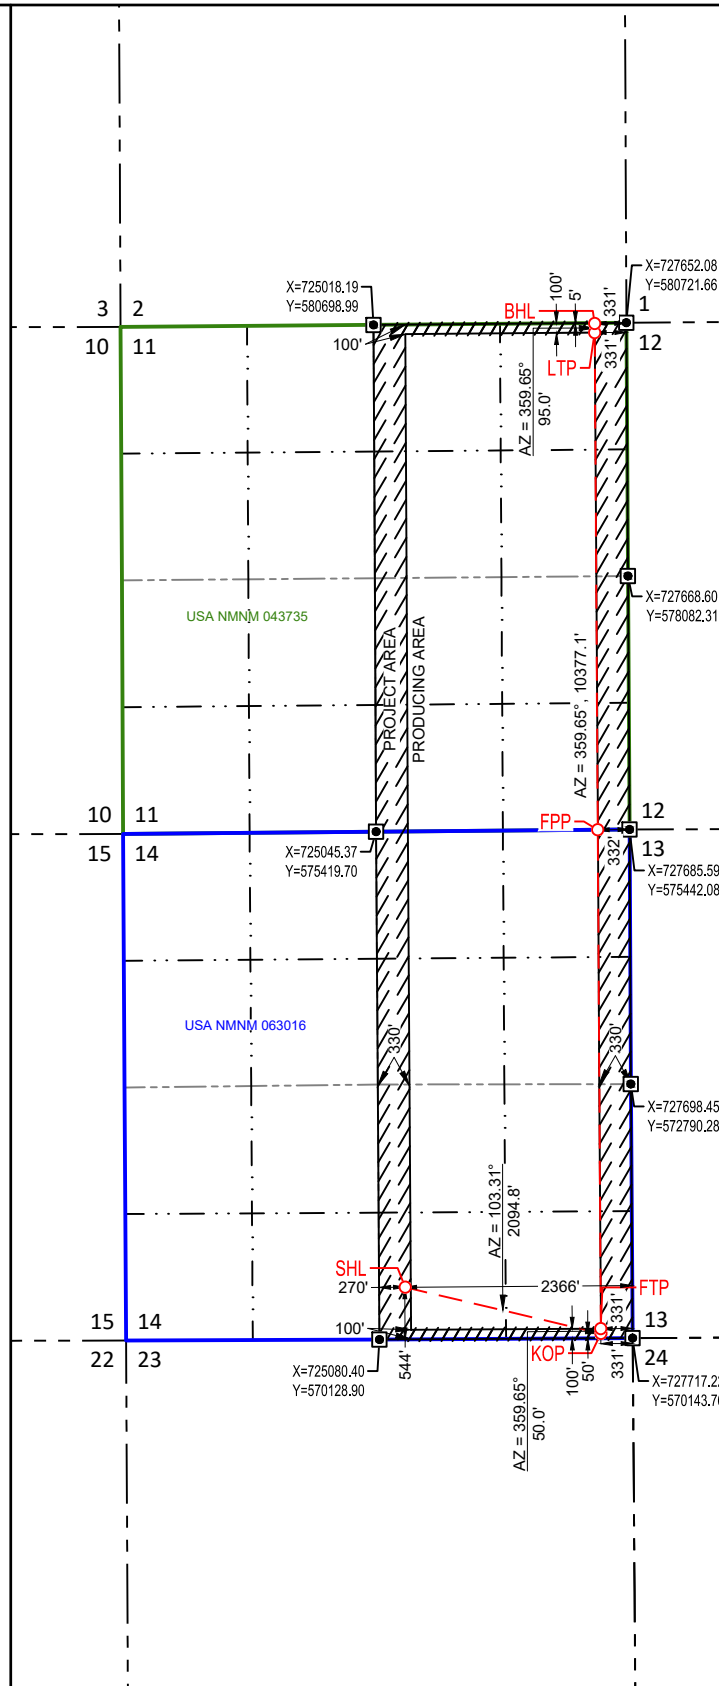 X=727652.08
Y=580721.66
X=725018.19
Y=580698.99
BHL
100'
5'
331'
3 2
1
10 11
12
100'
LTP
331'
AZ = 359.65°
95.0'
X=727668.60
Y=578082.31
USA NMNM 043735
PROJECT AREA
PRODUCING AREA
AZ = 359.65°, 10377.1'
FPP
10 11
12
15 14
13
332'
X=725045.37
Y=575419.70
X=727685.59
Y=575442.08
USA NMNM 063016
330'
330'
X=727698.45
Y=572790.28
AZ = 103.31°
2094.8'
SHL
270'
2366'
FTP
331'
15 14
13
100'
22 23
24
544'
KOP
100'
50'
331'
X=725080.40
Y=570128.90
AZ = 359.65°
50.0'